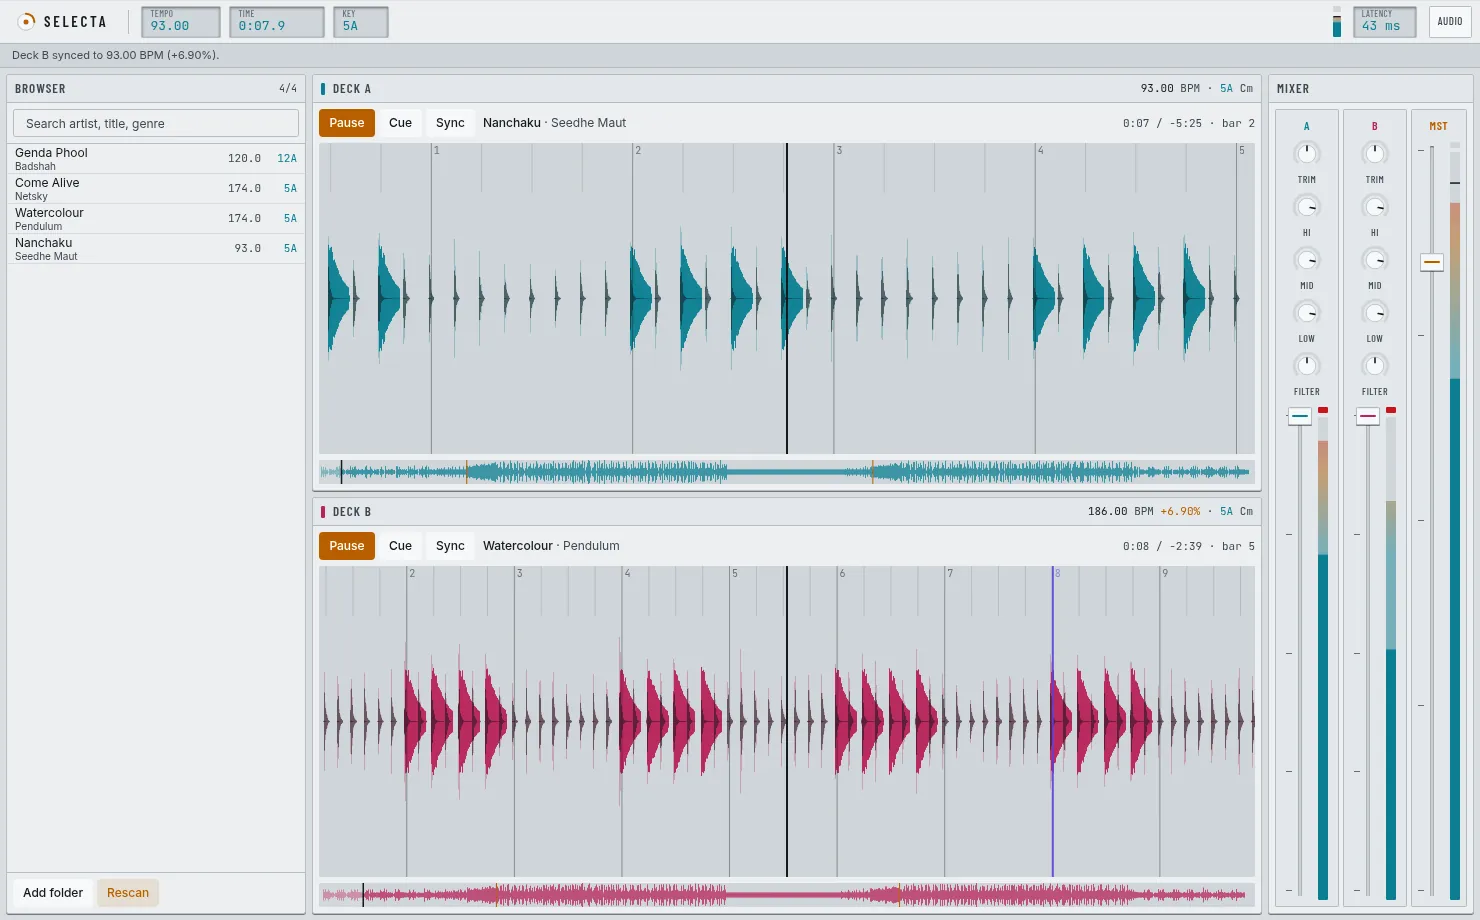 SELECTA
TEMPO
93.00
TIME
0:07.9
KEY
5A
LATENCY
43 ms
AUDIO
Deck B synced to 93.00 BPM (+6.90%).
BROWSER
4/4
Search artist, title, genre
Genda Phool
Badshah
120.0 12A
Come Alive
Netsky
174.0 5A
Watercolour
Pendulum
174.0 5A
Nanchaku
Seedhe Maut
93.0 5A
Add folder
Rescan
DECK A
93.00 BPM · 5A Cm
Pause Cue Sync Nanchaku · Seedhe Maut
0:07 / -5:25 · bar 2
1 2 3 4 5
DECK B
186.00 BPM +6.90% · 5A Cm
Pause Cue Sync Watercolour · Pendulum
0:08 / -2:39 · bar 5
2 3 4 5 6 7 8 9
MIXER
A B MST
TRIM TRIM
HI HI
MID MID
LOW LOW
FILTER FILTER